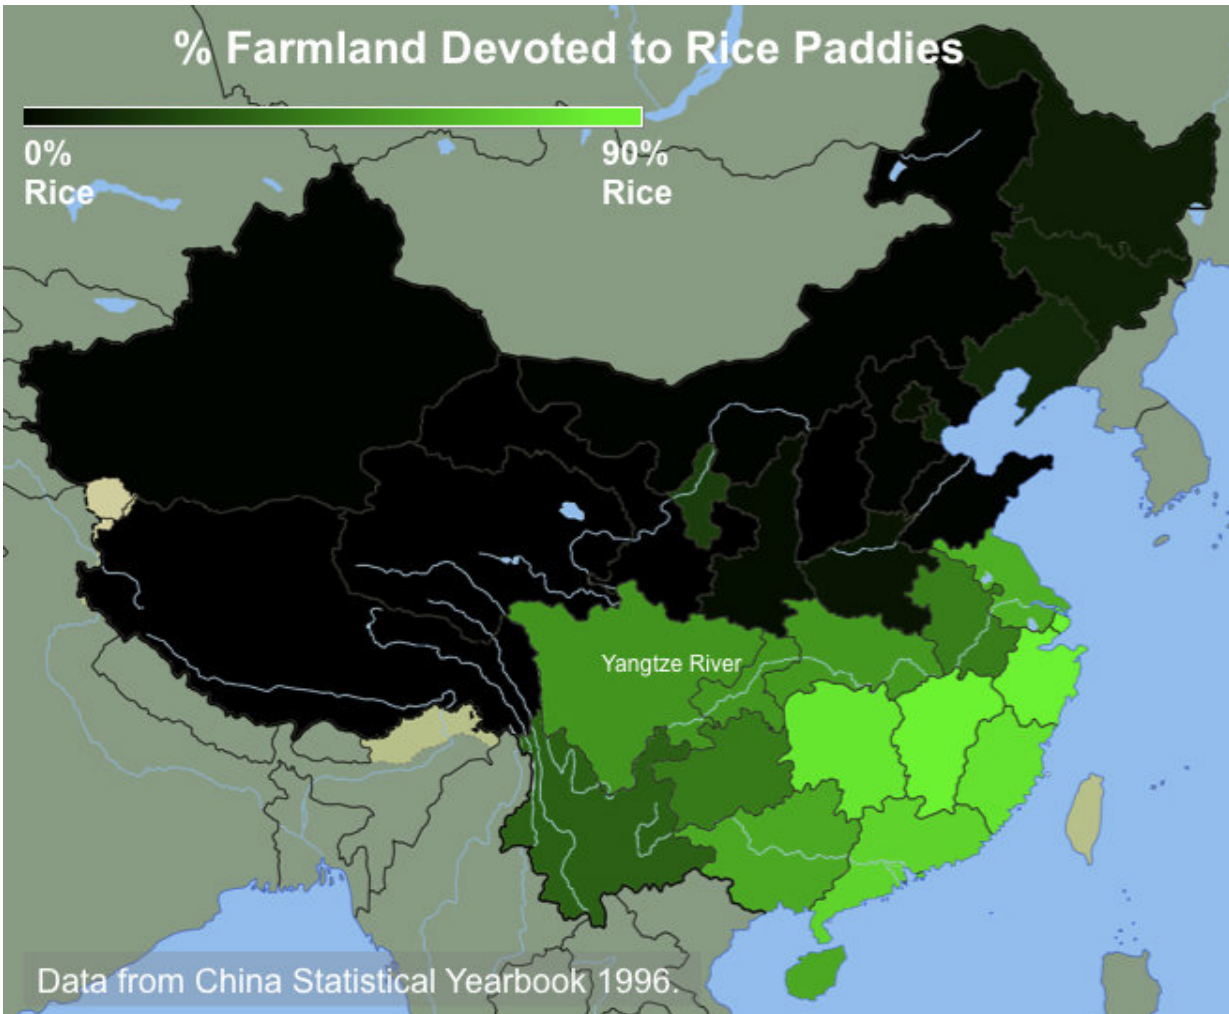 % Farmland Devoted to Rice Paddies
0% Rice
90% Rice
Yangtze River
Data from China Statistical Yearbook 1996.